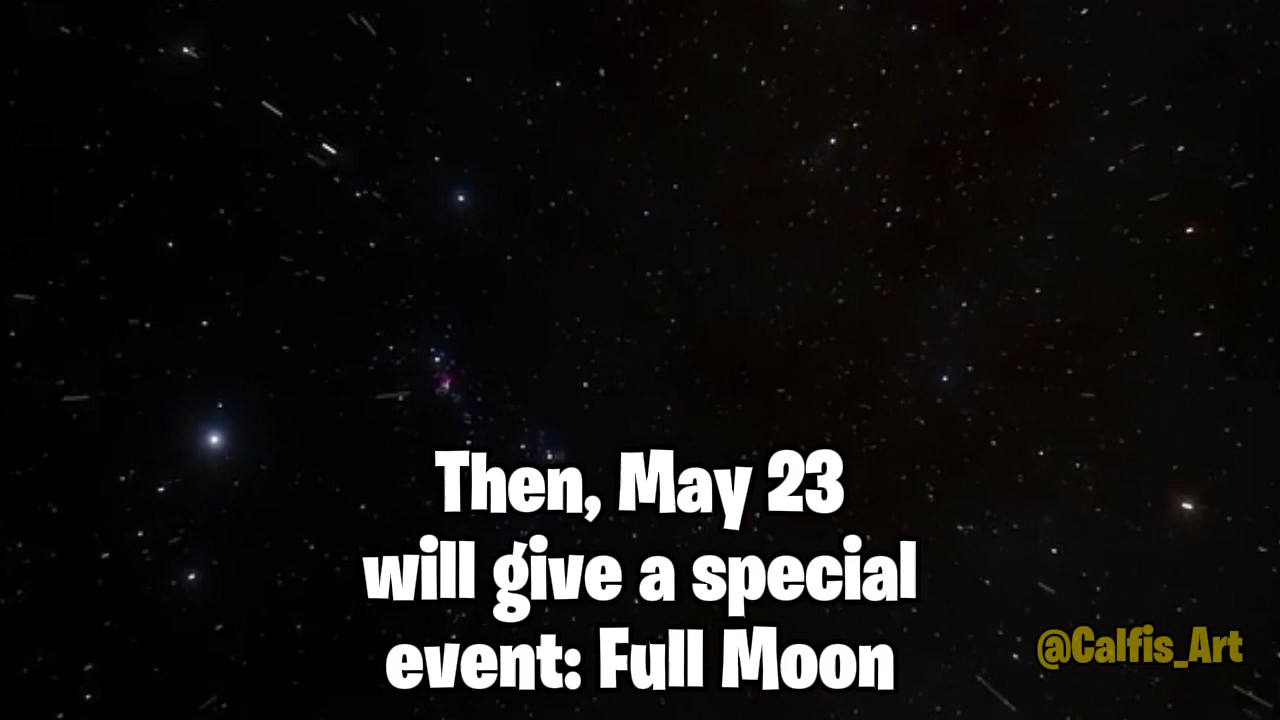 Then, May 23
will give a special
event: Full Moon
@Calfis_Art